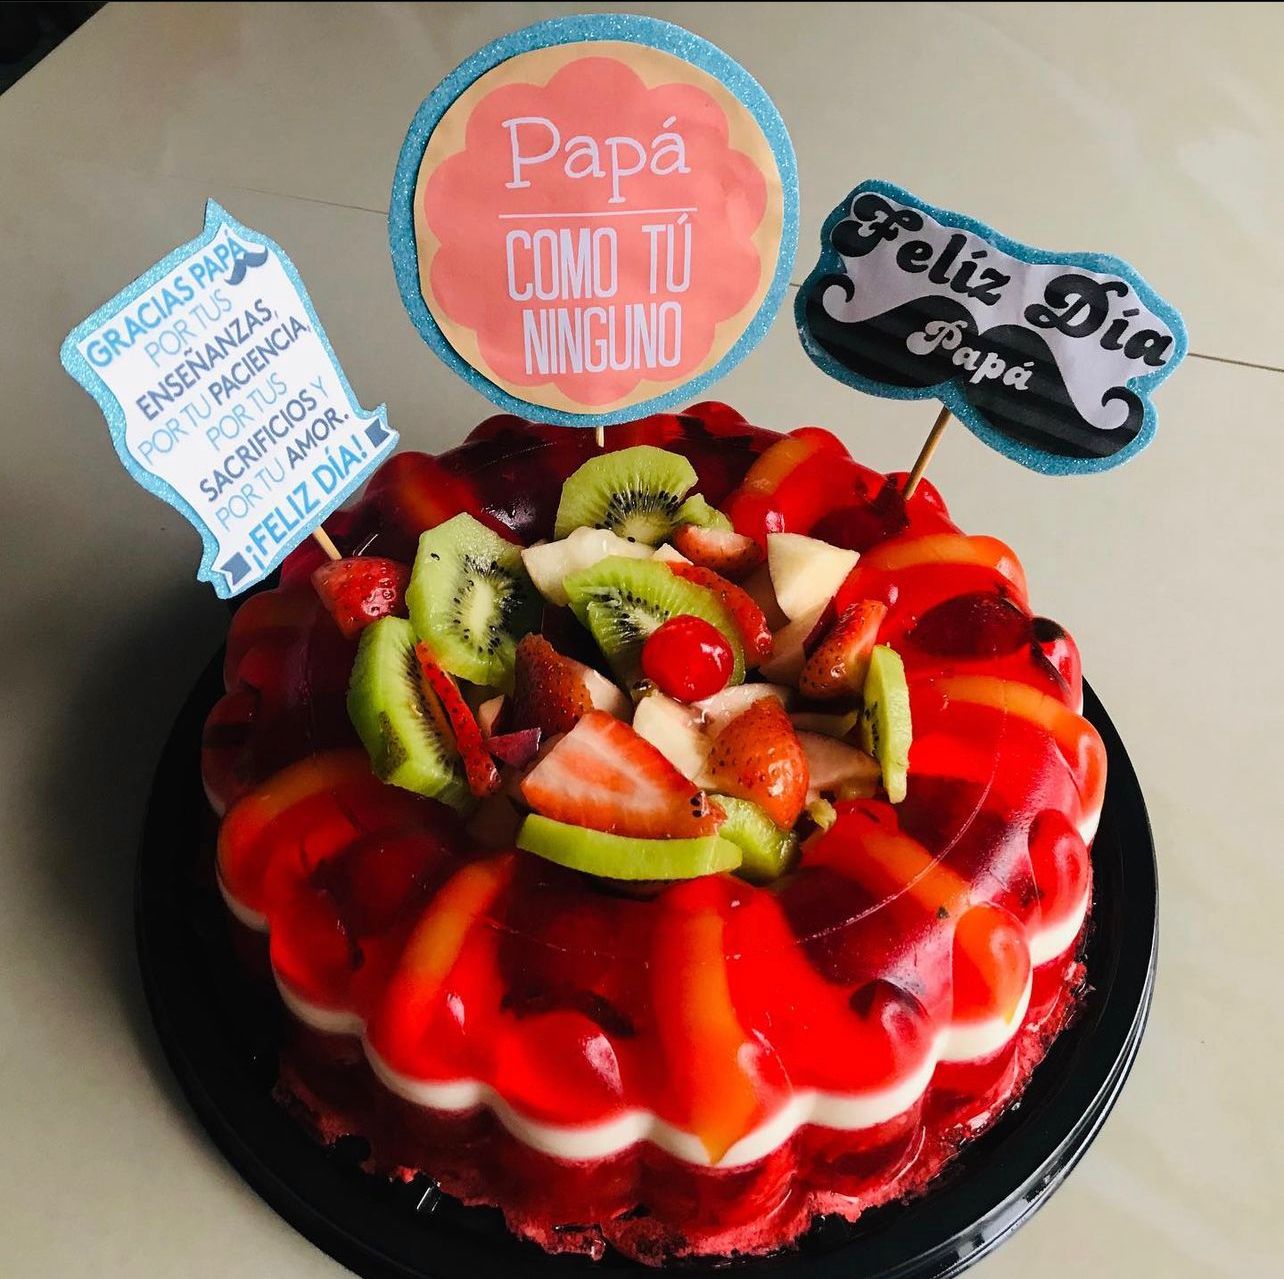 GRACIAS PAPÁ
POR TUS
ENSEÑANZAS,
POR TU PACIENCIA,
POR TUS
SACRIFICIOS Y
POR TU AMOR.
¡FELIZ DÍA!
Papá
COMO TÚ
NINGUNO
Felíz Día
Papá